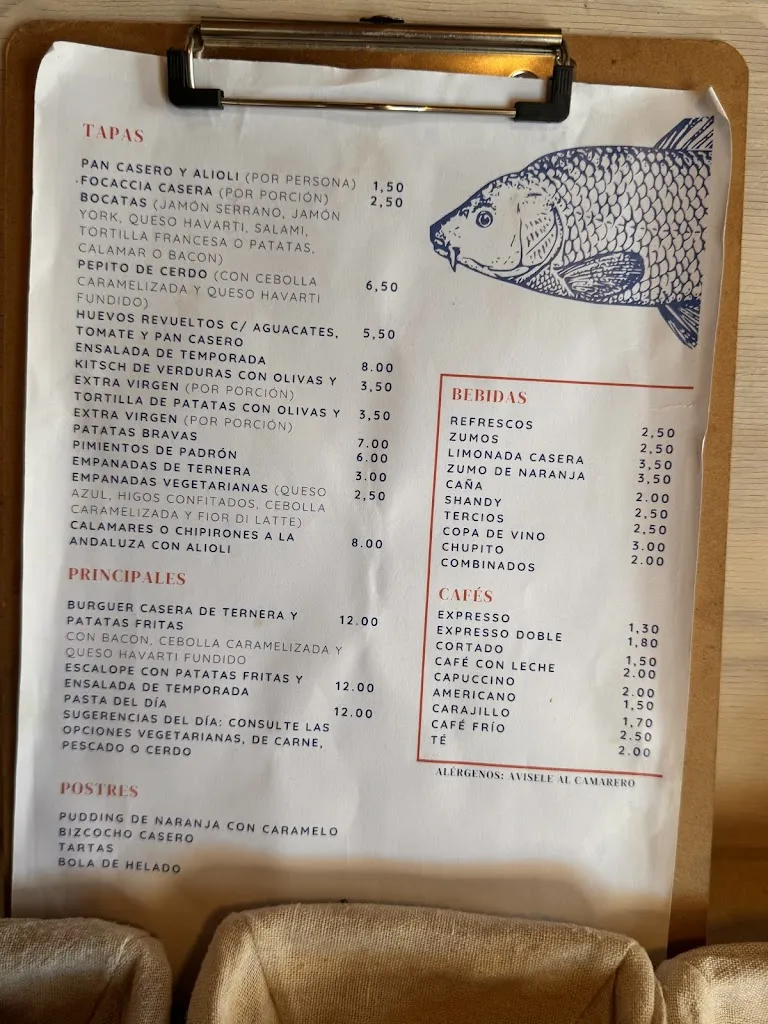 TAPAS
PAN CASERO Y ALIOLI (POR PERSONA) 1,50
FOCACCIA CASERA (POR PORCIÓN) 2,50
BOCATAS (JAMÓN SERRANO, JAMÓN
YORK, QUESO HAVARTI, SALAMI,
TORTILLA FRANCESA O PATATAS,
CALAMAR O BACON)
PEPITO DE CERDO (CON CEBOLLA 6,50
CARAMELIZADA Y QUESO HAVARTI
FUNDIDO)
HUEVOS REVUELTOS C/ AGUACATES, 5,50
TOMATE Y PAN CASERO
ENSALADA DE TEMPORADA 8.00
KITSCH DE VERDURAS CON OLIVAS Y 3,50
EXTRA VIRGEN (POR PORCIÓN)
TORTILLA DE PATATAS CON OLIVAS Y 3,50
EXTRA VIRGEN (POR PORCIÓN)
PATATAS BRAVAS 7.00
PIMIENTOS DE PADRÓN 6.00
EMPANADAS DE TERNERA 3.00
EMPANADAS VEGETARIANAS (QUESO 2,50
AZUL, HIGOS CONFITADOS, CEBOLLA
CARAMELIZADA Y FIOR DI LATTE)
CALAMARES O CHIPIRONES A LA 8.00
ANDALUZA CON ALIOLI
PRINCIPALES
BURGUER CASERA DE TERNERA Y 12.00
PATATAS FRITAS
CON BACON, CEBOLLA CARAMELIZADA Y
QUESO HAVARTI FUNDIDO
ESCALOPE CON PATATAS FRITAS Y 12.00
ENSALADA DE TEMPORADA
PASTA DEL DÍA 12.00
SUGERENCIAS DEL DÍA: CONSULTE LAS
OPCIONES VEGETARIANAS, DE CARNE,
PESCADO O CERDO
POSTRES
PUDDING DE NARANJA CON CARAMELO
BIZCOCHO CASERO
TARTAS
BOLA DE HELADO
BEBIDAS
REFRESCOS 2,50
ZUMOS 2,50
LIMONADA CASERA 3,50
ZUMO DE NARANJA 3,50
CAÑA 2.00
SHANDY 2,50
TERCIOS 2,50
COPA DE VINO 3.00
CHUPITO 2.00
COMBINADOS
CAFÉS
EXPRESSO 1,30
EXPRESSO DOBLE 1,80
CORTADO 1,50
CAFÉ CON LECHE 2.00
CAPUCCINO 2.00
AMERICANO 1,50
CARAJILLO 1,70
CAFÉ FRÍO 2.50
TÉ 2.00
ALÉRGENOS: AVISELE AL CAMARERO